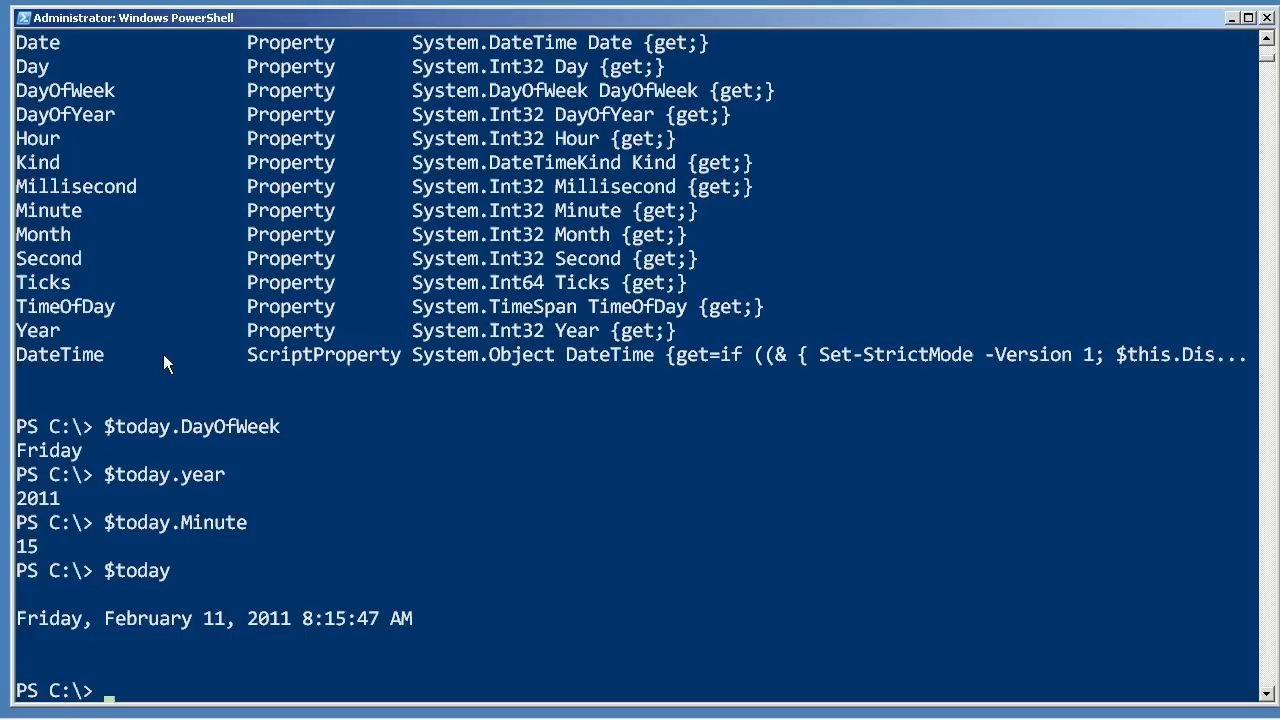 Administrator: Windows PowerShell
Date Property System.DateTime Date {get;}
Day Property System.Int32 Day {get;}
DayOfWeek Property System.DayOfWeek DayOfWeek {get;}
DayOfYear Property System.Int32 DayOfYear {get;}
Hour Property System.Int32 Hour {get;}
Kind Property System.DateTimeKind Kind {get;}
Millisecond Property System.Int32 Millisecond {get;}
Minute Property System.Int32 Minute {get;}
Month Property System.Int32 Month {get;}
Second Property System.Int32 Second {get;}
Ticks Property System.Int64 Ticks {get;}
TimeOfDay Property System.TimeSpan TimeOfDay {get;}
Year Property System.Int32 Year {get;}
DateTime ScriptProperty System.Object DateTime {get=if ((& { Set-StrictMode -Version 1; $this.Dis...
PS C:\> $today.DayOfWeek
Friday
PS C:\> $today.year
2011
PS C:\> $today.Minute
15
PS C:\> $today
Friday, February 11, 2011 8:15:47 AM
PS C:\>